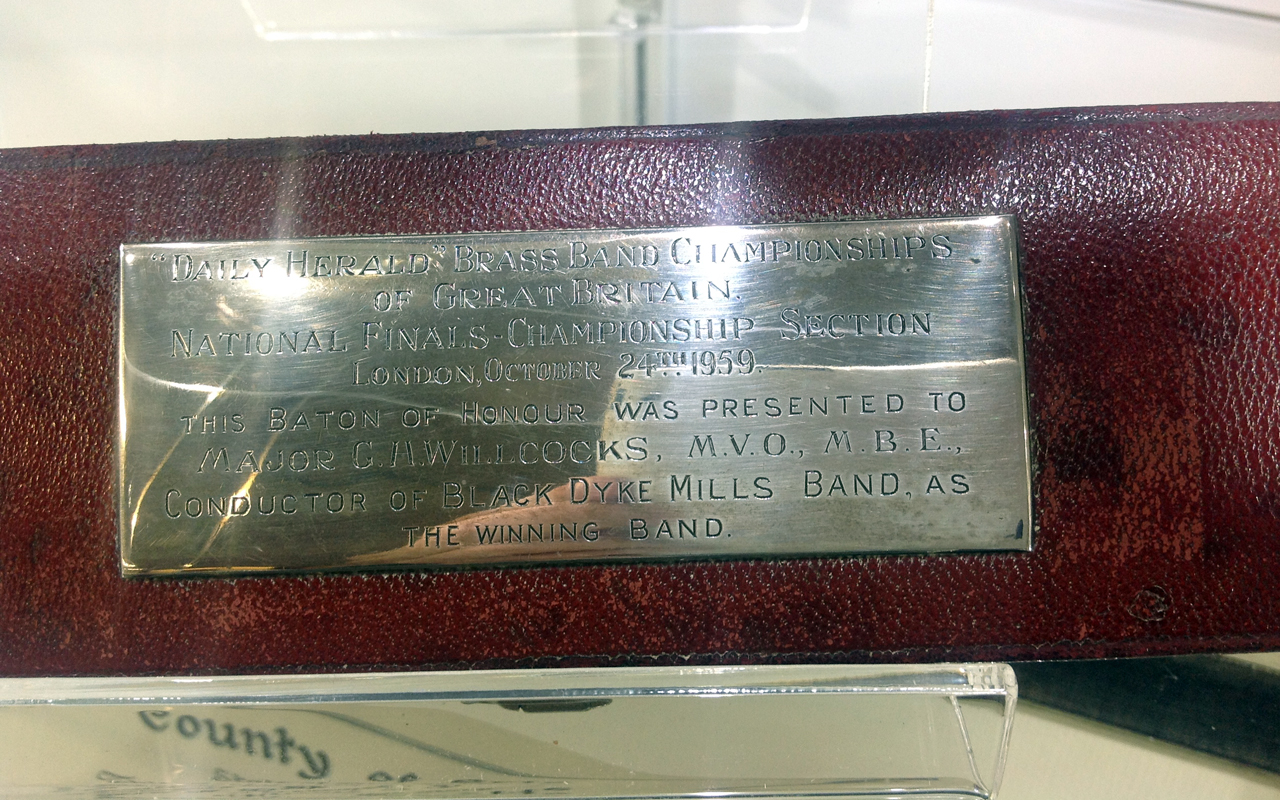 “DAILY HERALD” BRASS BAND CHAMPIONSHIPS
OF GREAT BRITAIN.
NATIONAL FINALS-CHAMPIONSHIP SECTION
LONDON, OCTOBER 24TH 1959.
THIS BATON OF HONOUR WAS PRESENTED TO
MAJOR G.H.WILLCOCKS, M.V.O., M.B.E.,
CONDUCTOR OF BLACK DYKE MILLS BAND, AS
THE WINNING BAND.
County